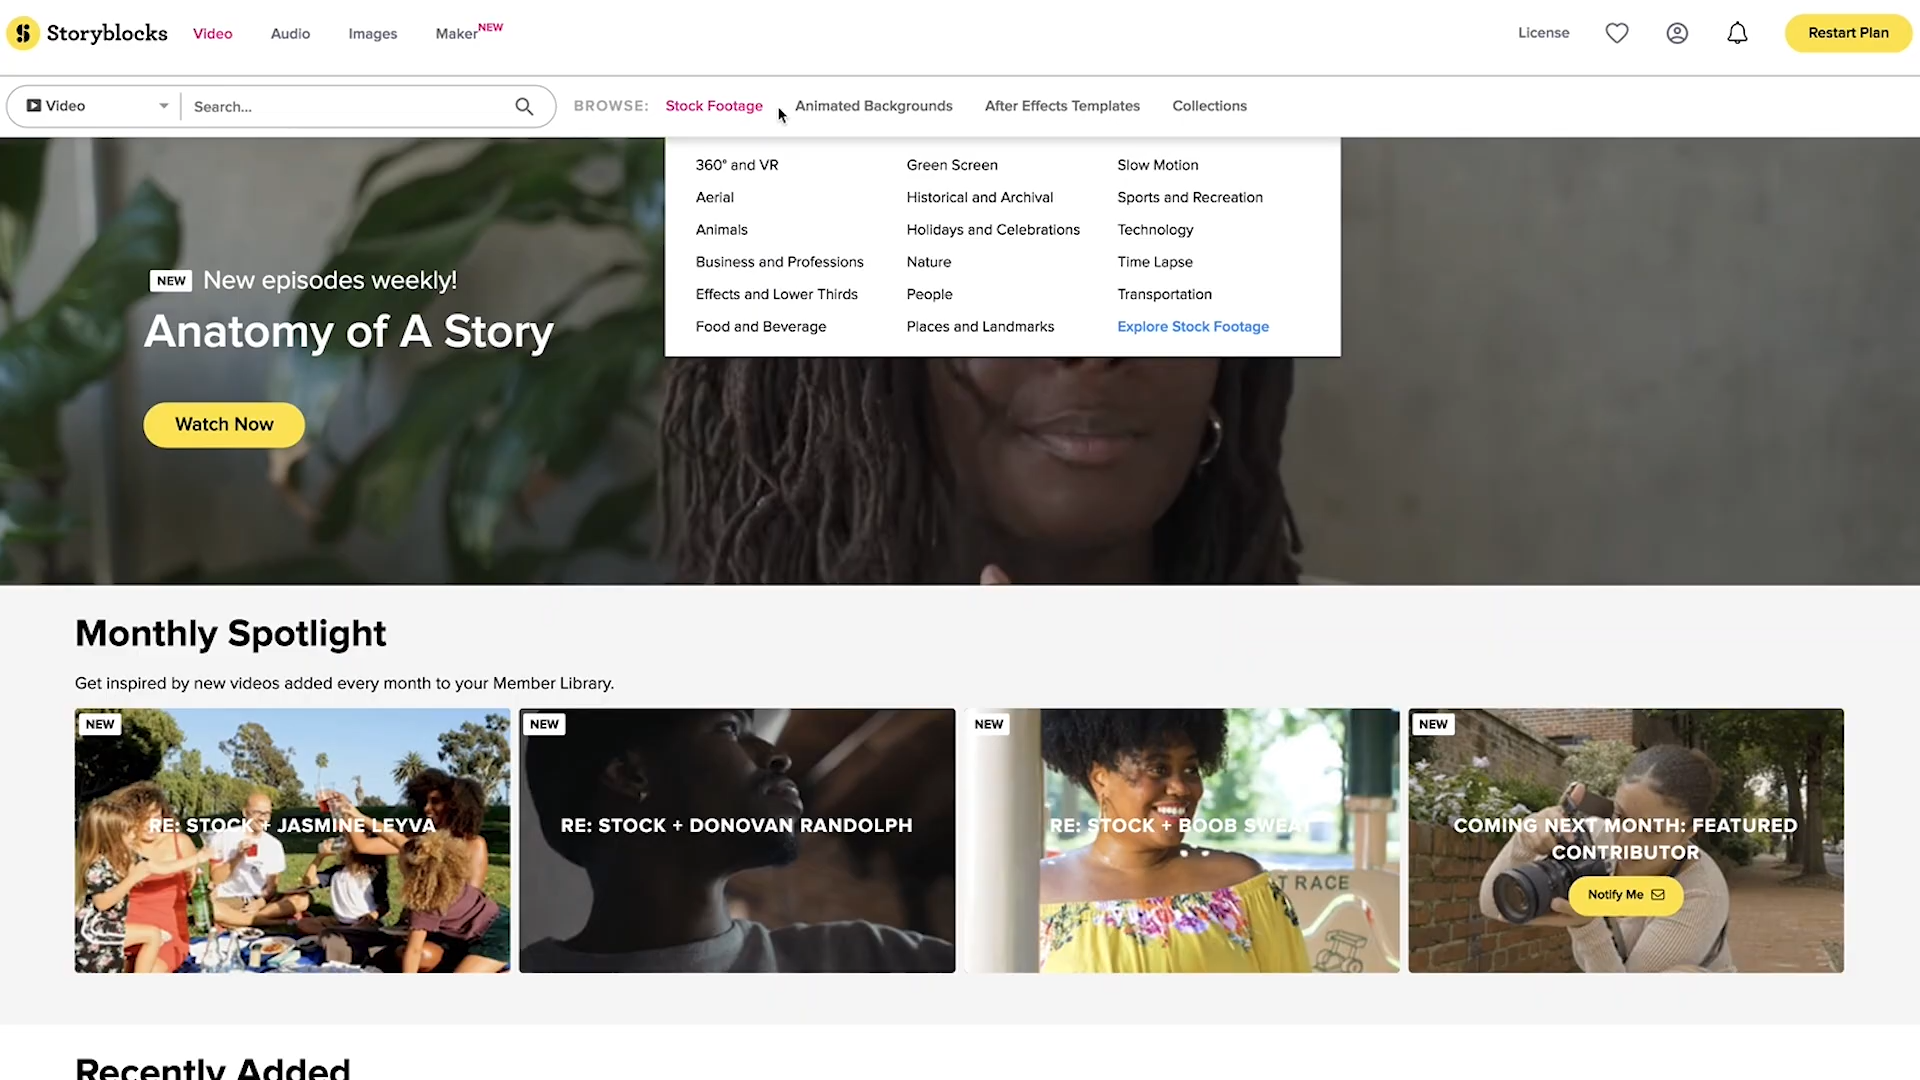 Storyblocks
Video
Audio
Images
Maker NEW
License
Restart Plan
Video
Search...
BROWSE:
Stock Footage
Animated Backgrounds
After Effects Templates
Collections
360° and VR
Aerial
Animals
Business and Professions
Effects and Lower Thirds
Food and Beverage
Green Screen
Historical and Archival
Holidays and Celebrations
Nature
People
Places and Landmarks
Slow Motion
Sports and Recreation
Technology
Time Lapse
Transportation
Explore Stock Footage
NEW New episodes weekly!
Anatomy of A Story
Watch Now
Monthly Spotlight
Get inspired by new videos added every month to your Member Library.
NEW
RE: STOCK + JASMINE LEYVA
NEW
RE: STOCK + DONOVAN RANDOLPH
NEW
RE: STOCK + BOOB SWEAT
T RACE
NEW
COMING NEXT MONTH: FEATURED
CONTRIBUTOR
Notify Me
Recently Added